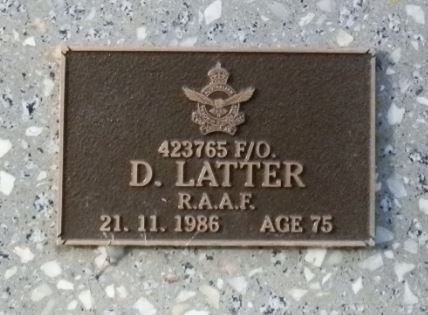 423765 F/O.
D. LATTER
R.A.A.F.
21. 11. 1986 AGE 75